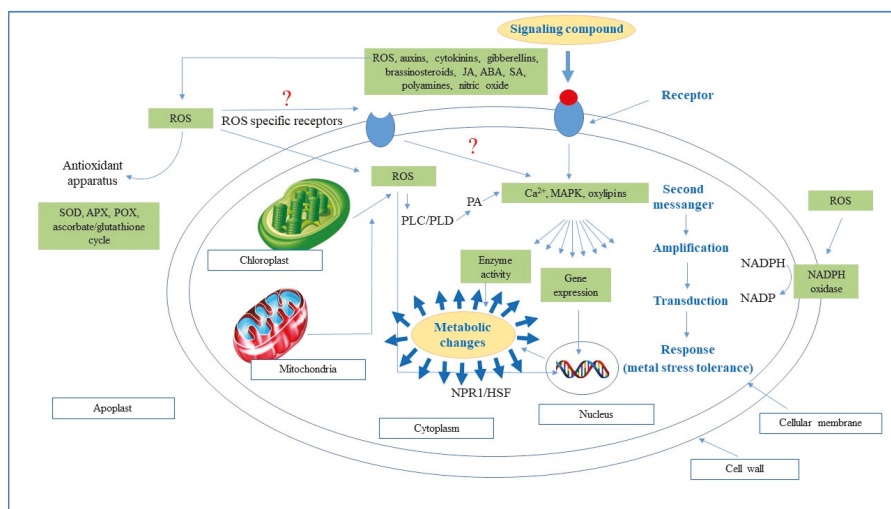 Signaling compound
ROS, auxins, cytokinins, gibberellins,
brassinosteroids, JA, ABA, SA,
polyamines, nitric oxide
Receptor
?
ROS
ROS specific receptors
?
Antioxidant
apparatus
ROS
PA
Ca²⁺, MAPK, oxylipins
Second
messanger
ROS
SOD, APX, POX,
ascorbate/glutathione
cycle
PLC/PLD
Chloroplast
Enzyme
activity
Gene
expression
Amplification
NADPH
NADPH
oxidase
NADP
Transduction
Metabolic
changes
Mitochondria
Response
(metal stress tolerance)
NPR1/HSF
Apoplast
Cytoplasm
Nucleus
Cellular membrane
Cell wall